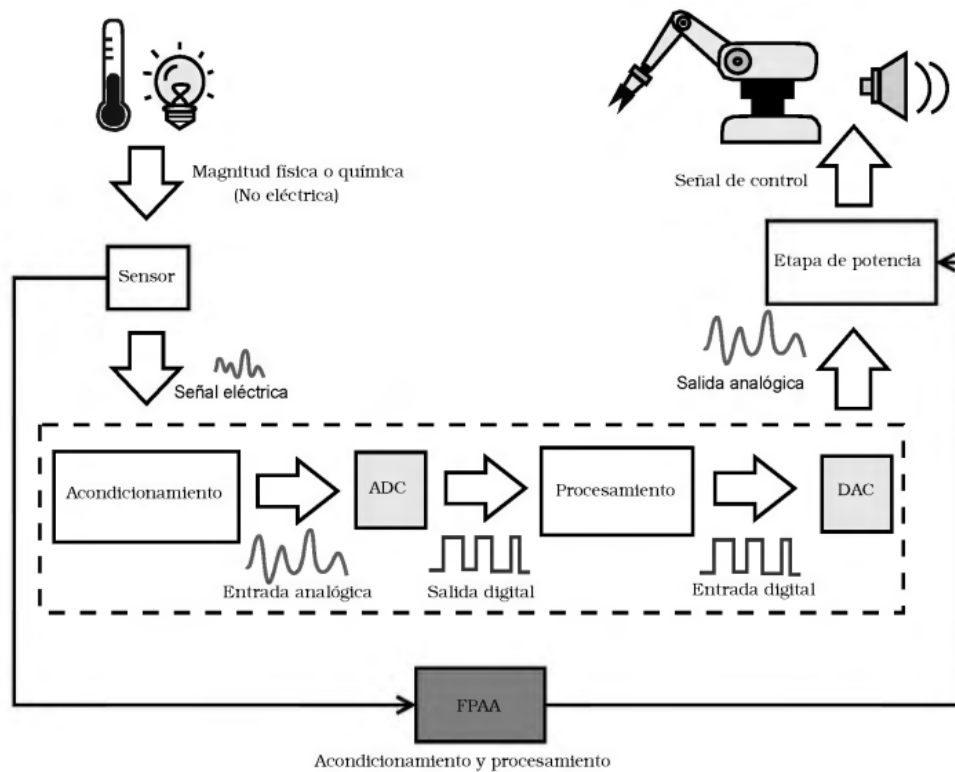 Magnitud física o química
(No eléctrica)
Señal de control
Sensor
Etapa de potencia
Señal eléctrica
Salida analógica
Acondicionamiento
ADC
Procesamiento
DAC
Entrada analógica
Salida digital
Entrada digital
FPAA
Acondicionamiento y procesamiento